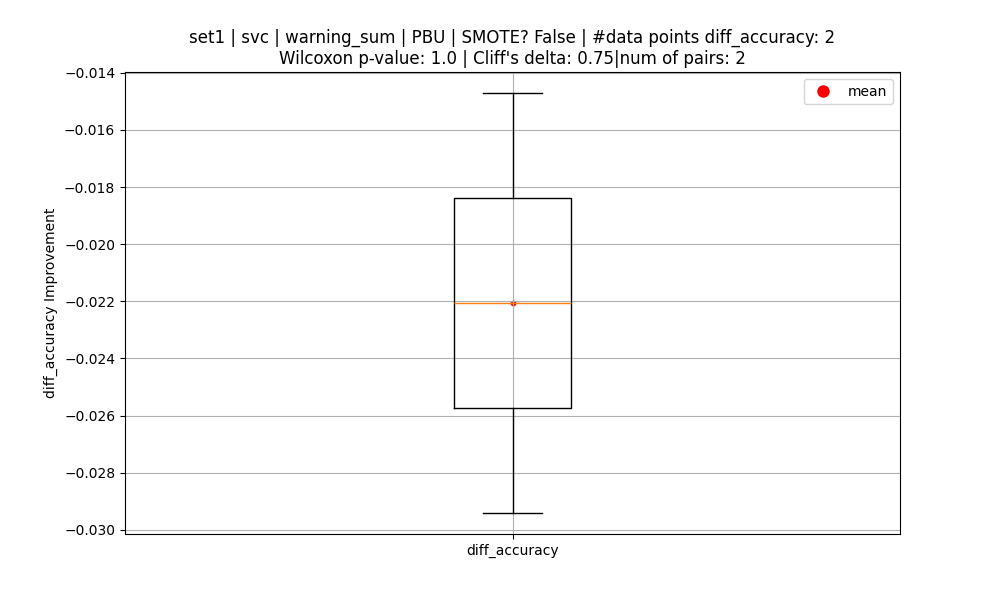 set1 | svc | warning_sum | PBU | SMOTE? False | #data points diff_accuracy: 2
Wilcoxon p-value: 1.0 | Cliff's delta: 0.75|num of pairs: 2
mean
diff_accuracy Improvement
−0.014
−0.016
−0.018
−0.020
−0.022
−0.024
−0.026
−0.028
−0.030
diff_accuracy